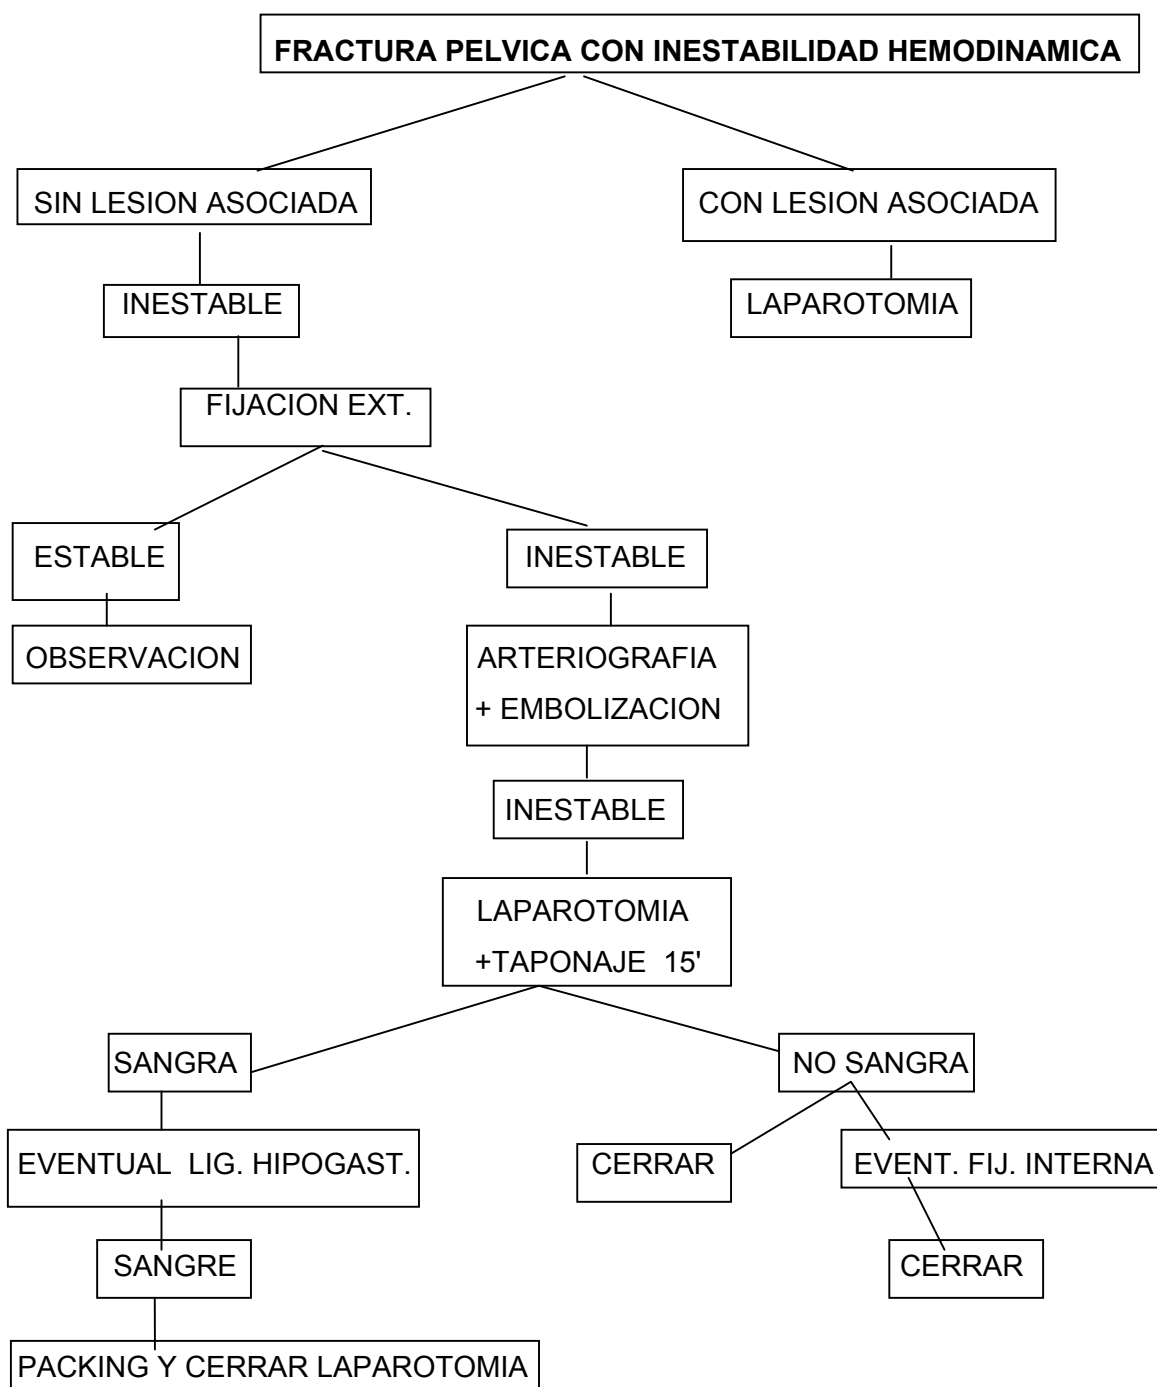 FRACTURA PELVICA CON INESTABILIDAD HEMODINAMICA
SIN LESION ASOCIADA
CON LESION ASOCIADA
INESTABLE
LAPAROTOMIA
FIJACION EXT.
ESTABLE
INESTABLE
OBSERVACION
ARTERIOGRAFIA
+ EMBOLIZACION
INESTABLE
LAPAROTOMIA
+TAPONAJE 15'
SANGRA
NO SANGRA
EVENTUAL LIG. HIPOGAST.
CERRAR
EVENT. FIJ. INTERNA
SANGRE
CERRAR
PACKING Y CERRAR LAPAROTOMIA